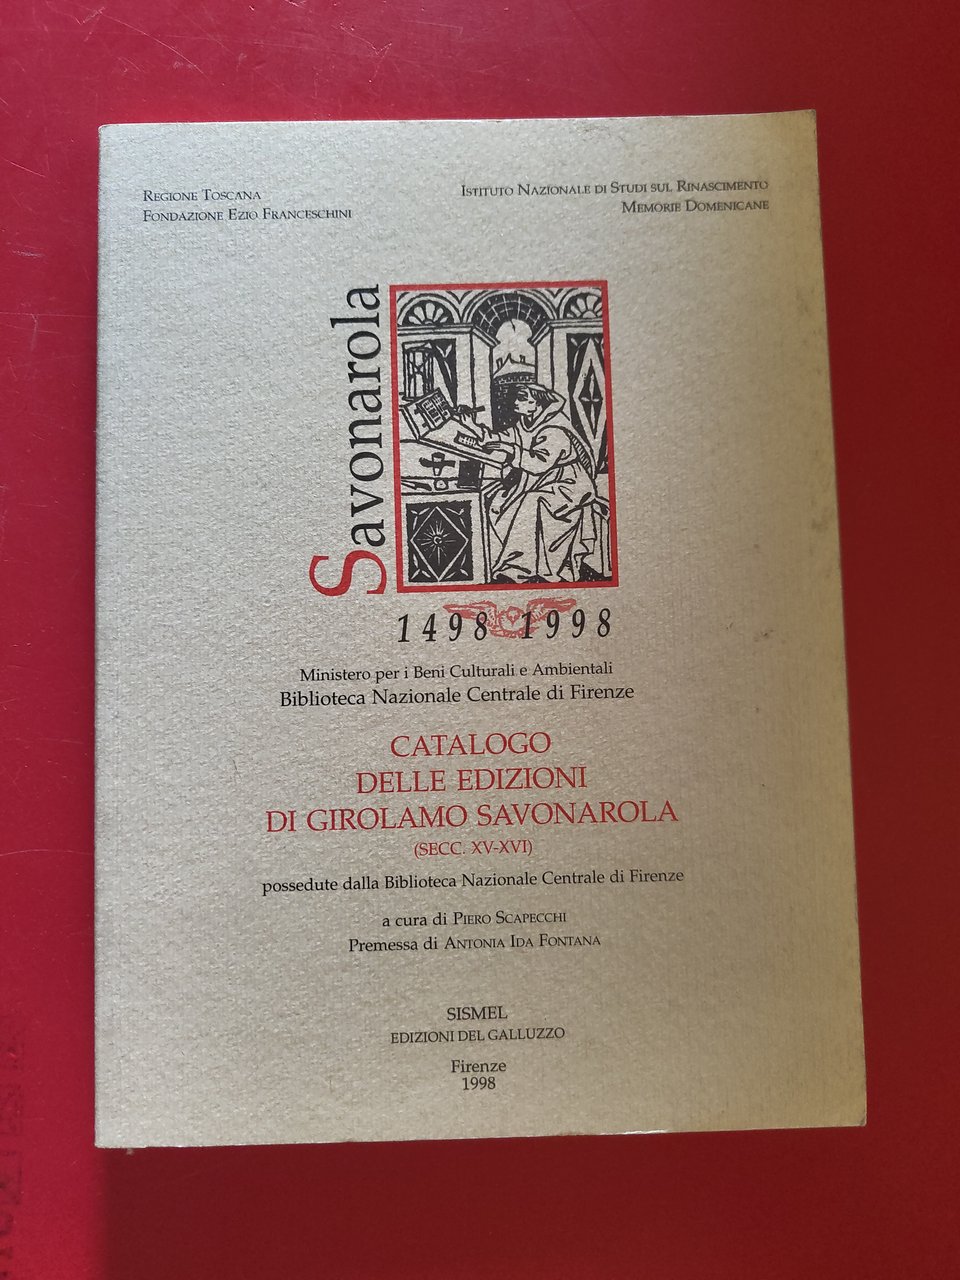 REGIONE TOSCANA
FONDAZIONE EZIO FRANCESCHINI
ISTITUTO NAZIONALE DI STUDI SUL RINASCIMENTO
MEMORIE DOMENICANE
Savonarola
1498 1998
Ministero per i Beni Culturali e Ambientali
Biblioteca Nazionale Centrale di Firenze
CATALOGO
DELLE EDIZIONI
DI GIROLAMO SAVONAROLA
(SECC. XV-XVI)
possedute dalla Biblioteca Nazionale Centrale di Firenze
a cura di PIERO SCAPECCHI
Premessa di ANTONIA IDA FONTANA
SISMEL
EDIZIONI DEL GALLUZZO
Firenze
1998